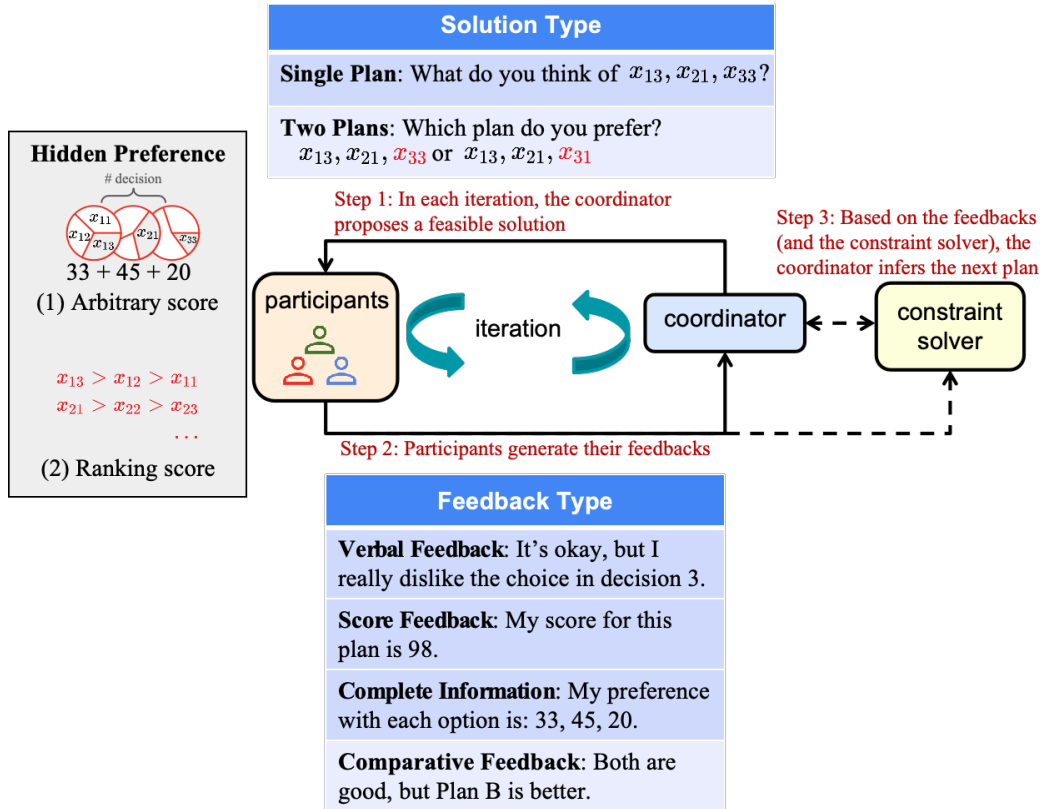 Solution Type
Single Plan: What do you think of x₁₃, x₂₁, x₃₃?
Two Plans: Which plan do you prefer?
x₁₃, x₂₁, x₃₃ or x₁₃, x₂₁, x₃₁
Hidden Preference
# decision
x₁₁
x₁₂ x₁₃ x₂₁ x₃₃
33 + 45 + 20
(1) Arbitrary score
x₁₃ > x₁₂ > x₁₁
x₂₁ > x₂₂ > x₂₃
...
(2) Ranking score
Step 1: In each iteration, the coordinator
proposes a feasible solution
Step 3: Based on the feedbacks
(and the constraint solver), the
coordinator infers the next plan
participants
iteration
coordinator
constraint
solver
Step 2: Participants generate their feedbacks
Feedback Type
Verbal Feedback: It’s okay, but I
really dislike the choice in decision 3.
Score Feedback: My score for this
plan is 98.
Complete Information: My preference
with each option is: 33, 45, 20.
Comparative Feedback: Both are
good, but Plan B is better.